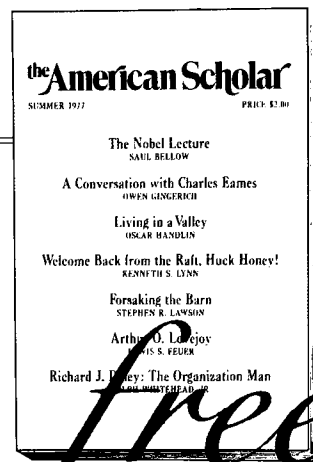 the American Scholar
SUMMER 1977 PRICE $2.00
The Nobel Lecture
SAUL BELLOW
A Conversation with Charles Eames
OWEN GINGERICH
Living in a Valley
OSCAR HANDLIN
Welcome Back from the Raft, Huck Honey!
KENNETH S. LYNN
Forsaking the Barn
STEPHEN R. LAWSON
Arthur O. Lovejoy
S. FEUER
Richard J. The Organization Man
WHITEHEAD, JR
free